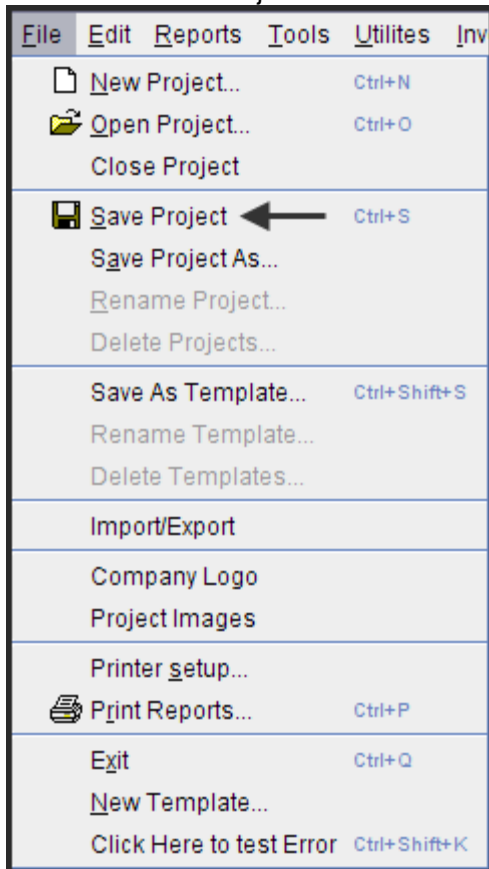 File Edit Reports Tools Utilites Inv
New Project... Ctrl+N
Open Project... Ctrl+O
Close Project
Save Project Ctrl+S
Save Project As...
Rename Project...
Delete Projects...
Save As Template... Ctrl+Shift+S
Rename Template...
Delete Templates...
Import/Export
Company Logo
Project Images
Printer setup...
Print Reports... Ctrl+P
Exit Ctrl+Q
New Template...
Click Here to test Error Ctrl+Shift+K